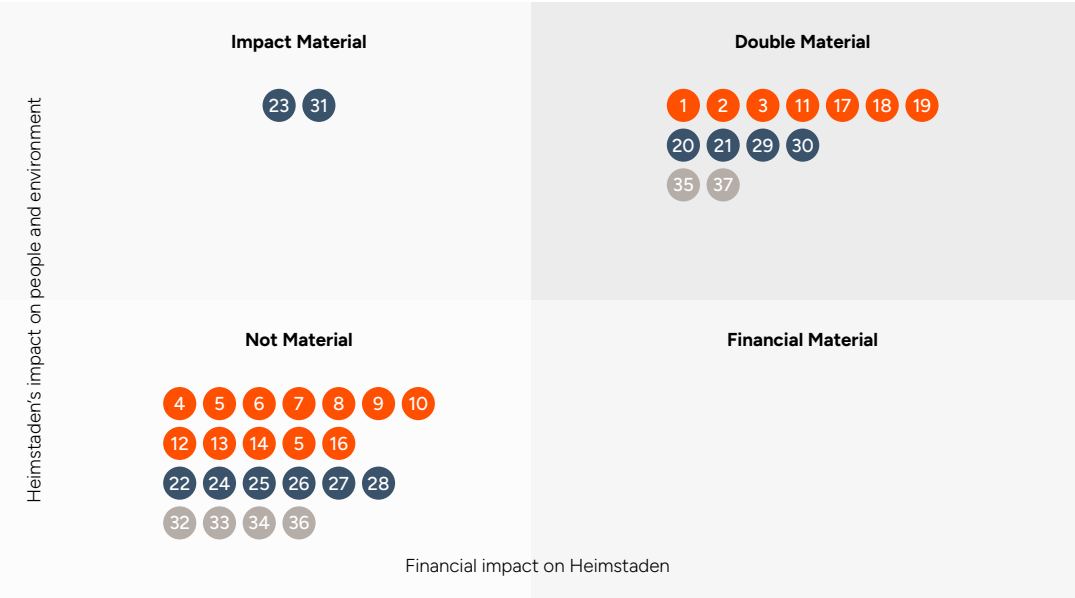 Impact Material
23 31
Double Material
1 2 3 11 17 18 19
20 21 29 30
35 37
Heimstaden's impact on people and environment
Not Material
4 5 6 7 8 9 10
12 13 14 5 16
22 24 25 26 27 28
32 33 34 36
Financial Material
Financial impact on Heimstaden